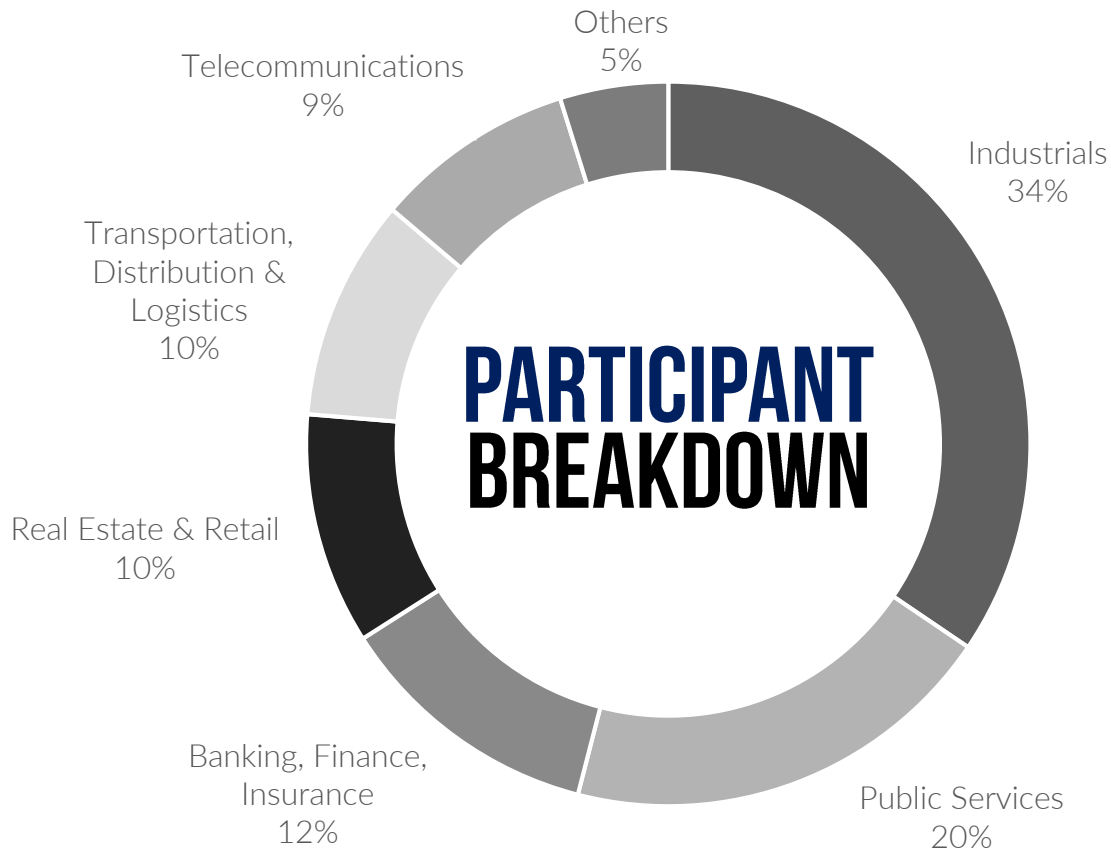 Others
5%
Telecommunications
9%
Industrials
34%
Transportation,
Distribution &
Logistics
10%
PARTICIPANT
BREAKDOWN
Real Estate & Retail
10%
Banking, Finance,
Insurance
12%
Public Services
20%